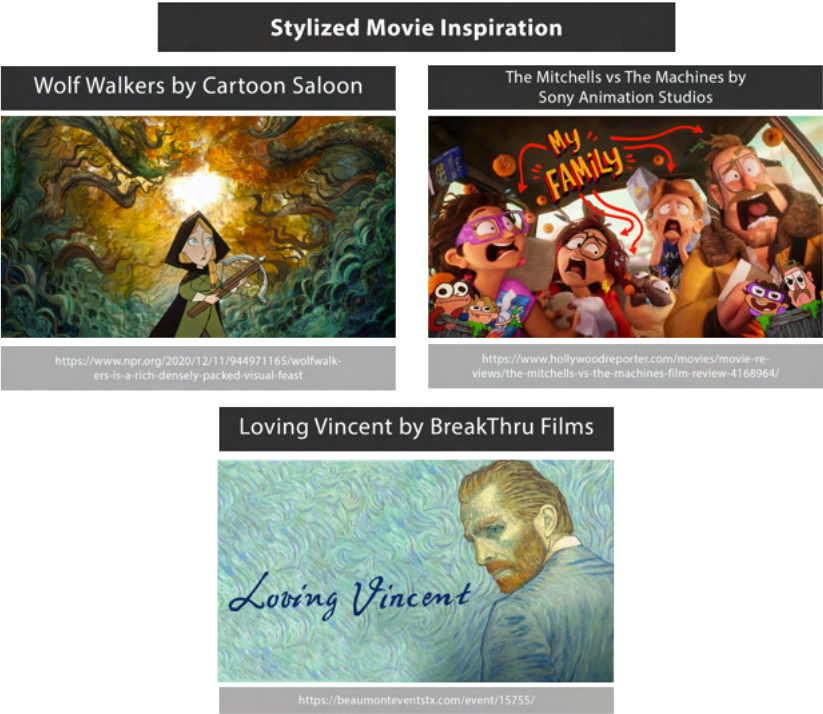 Stylized Movie Inspiration
Wolf Walkers by Cartoon Saloon
The Mitchells vs The Machines by
Sony Animation Studios
My
FAMiLy
https://www.npr.org/2020/12/11/944971165/wolfwalk-
ers-is-a-rich-densely-packed-visual-feast
https://www.hollywoodreporter.com/movies/movie-re-
views/the-mitchells-vs-the-machines-film-review-4168964/
Loving Vincent by BreakThru Films
Loving Vincent
https://beaumonteventstx.com/event/15755/